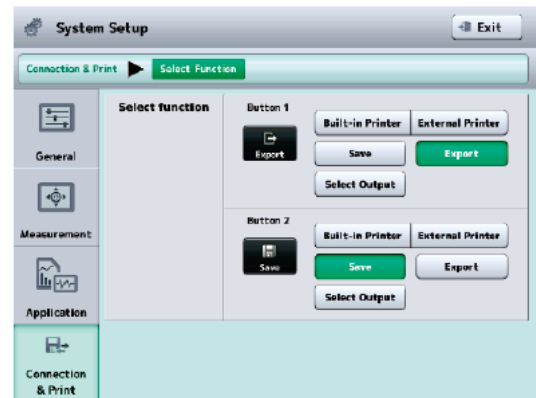 System Setup
Exit
Connection & Print
Select Function
General
Measurement
Application
Connection
& Print
Select function
Button 1
Export
Built-in Printer
External Printer
Save
Export
Select Output
Button 2
Save
Built-in Printer
External Printer
Save
Export
Select Output